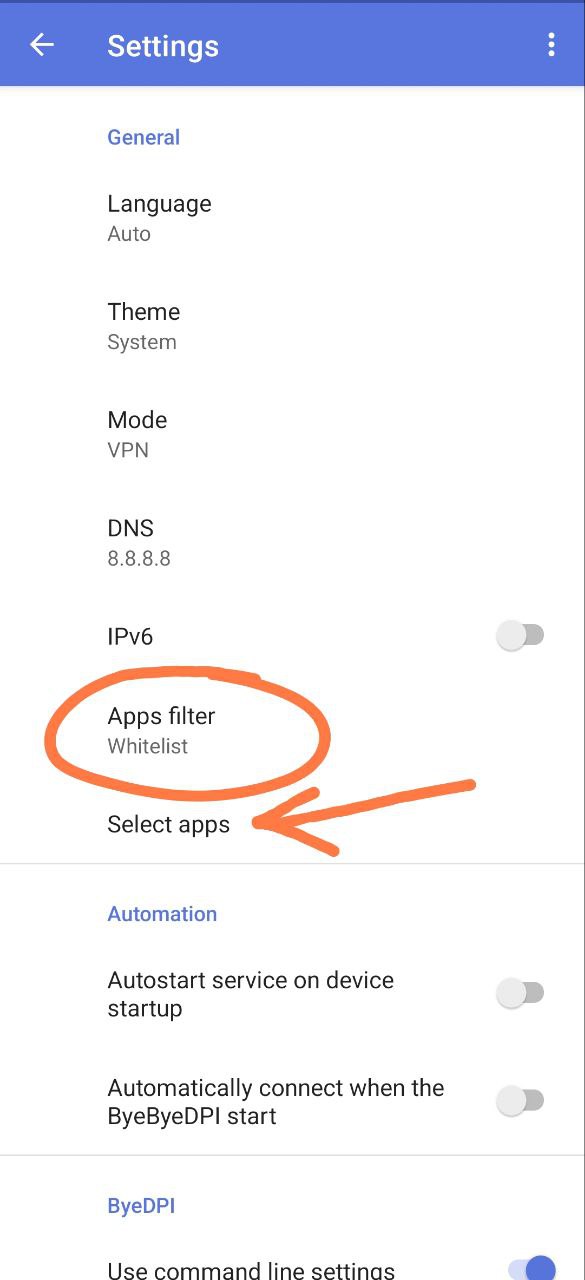 Settings
General
Language
Auto
Theme
System
Mode
VPN
DNS
8.8.8.8
IPv6
Apps filter
Whitelist
Select apps
Automation
Autostart service on device
startup
Automatically connect when the
ByeByeDPI start
ByeDPI
Use command line settings